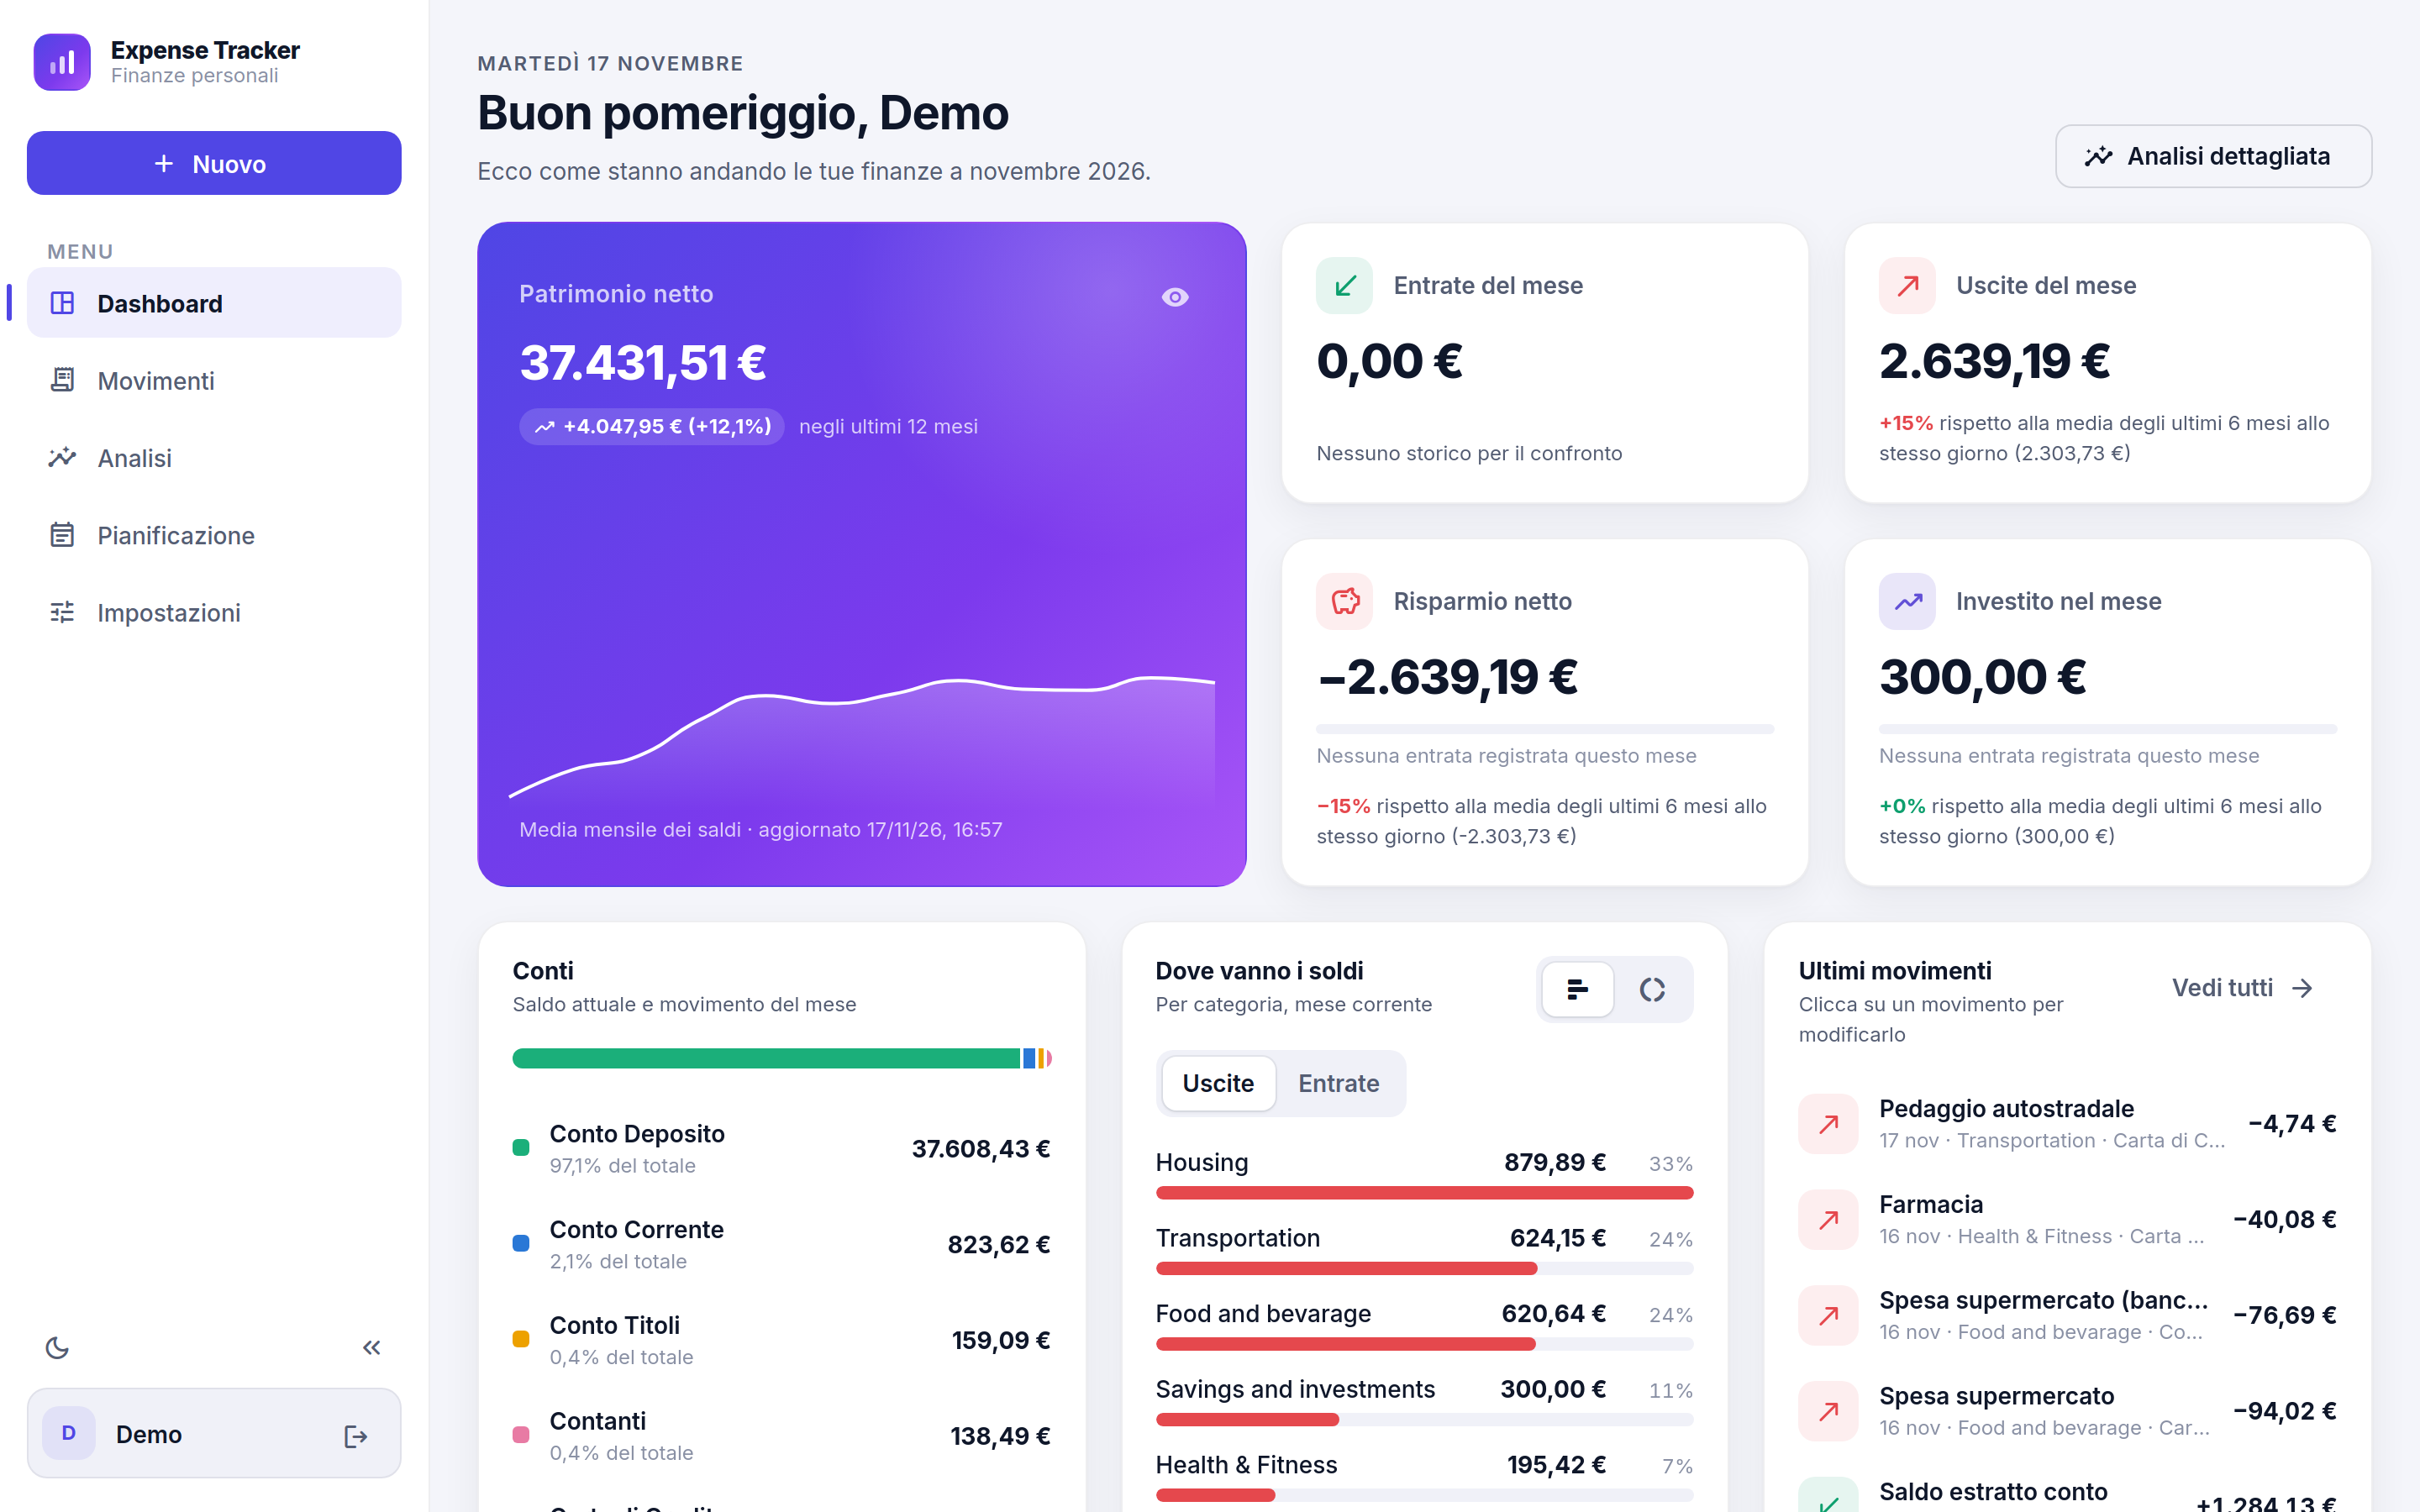 Expense Tracker
Finanze personali
Nuovo
MENU
Dashboard
Movimenti
Analisi
Pianificazione
Impostazioni
D
Demo
MARTEDÌ 17 NOVEMBRE
Buon pomeriggio, Demo
Ecco come stanno andando le tue finanze a novembre 2026.
Analisi dettagliata
Patrimonio netto
37.431,51 €
+4.047,95 € (+12,1%) negli ultimi 12 mesi
Media mensile dei saldi · aggiornato 17/11/26, 16:57
Entrate del mese
0,00 €
Nessuno storico per il confronto
Uscite del mese
2.639,19 €
+15% rispetto alla media degli ultimi 6 mesi allo
stesso giorno (2.303,73 €)
Risparmio netto
−2.639,19 €
Nessuna entrata registrata questo mese
−15% rispetto alla media degli ultimi 6 mesi allo
stesso giorno (-2.303,73 €)
Investito nel mese
300,00 €
Nessuna entrata registrata questo mese
+0% rispetto alla media degli ultimi 6 mesi allo
stesso giorno (300,00 €)
Conti
Saldo attuale e movimento del mese
Conto Deposito 37.608,43 €
97,1% del totale
Conto Corrente 823,62 €
2,1% del totale
Conto Titoli 159,09 €
0,4% del totale
Contanti 138,49 €
0,4% del totale
Dove vanno i soldi
Per categoria, mese corrente
Uscite Entrate
Housing 879,89 € 33%
Transportation 624,15 € 24%
Food and bevarage 620,64 € 24%
Savings and investments 300,00 € 11%
Health & Fitness 195,42 € 7%
Ultimi movimenti
Clicca su un movimento per
modificarlo
Vedi tutti
Pedaggio autostradale −4,74 €
17 nov · Transportation · Carta di C...
Farmacia −40,08 €
16 nov · Health & Fitness · Carta ...
Spesa supermercato (banc... −76,69 €
16 nov · Food and bevarage · Co...
Spesa supermercato −94,02 €
16 nov · Food and bevarage · Car...
Saldo estratto conto +1.284,13 €